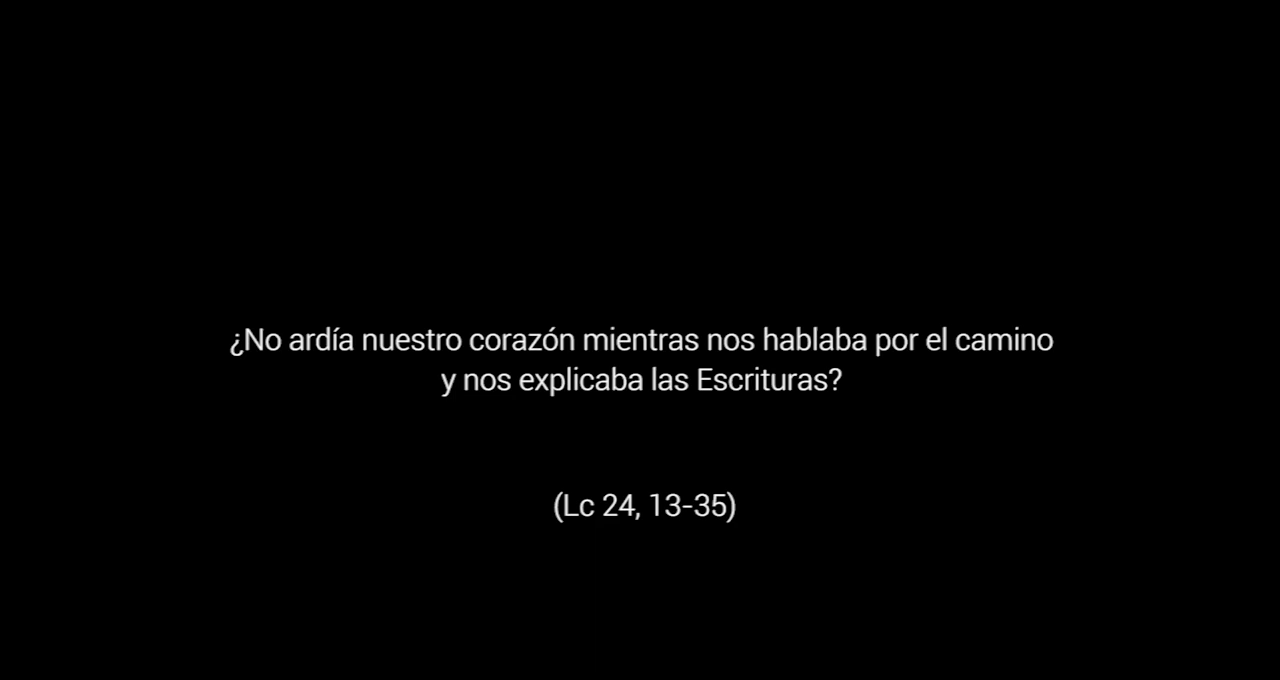 ¿No ardía nuestro corazón mientras nos hablaba por el camino
y nos explicaba las Escrituras?
(Lc 24, 13-35)